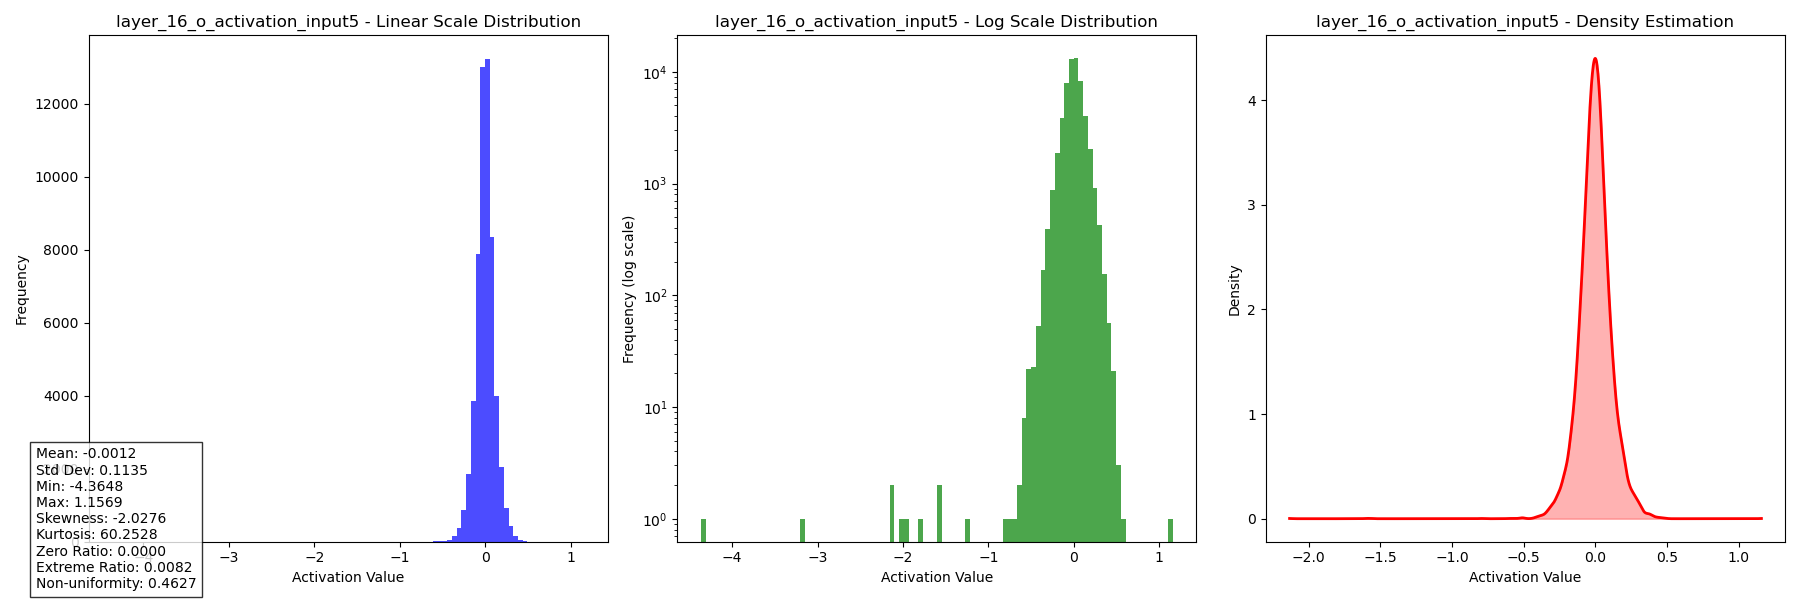 layer_16_o_activation_input5 - Linear Scale Distribution
12000
10000
8000
6000
4000
Frequency
Mean: -0.0012
Std Dev: 0.1135
Min: -4.3648
Max: 1.1569
Skewness: -2.0276
Kurtosis: 60.2528
Zero Ratio: 0.0000
Extreme Ratio: 0.0082
Non-uniformity: 0.4627
−3 −2 −1 0 1
Activation Value
layer_16_o_activation_input5 - Log Scale Distribution
10^4
10^3
10^2
10^1
10^0
Frequency (log scale)
−4 −3 −2 −1 0 1
Activation Value
layer_16_o_activation_input5 - Density Estimation
4
3
2
1
0
Density
−2.0 −1.5 −1.0 −0.5 0.0 0.5 1.0
Activation Value